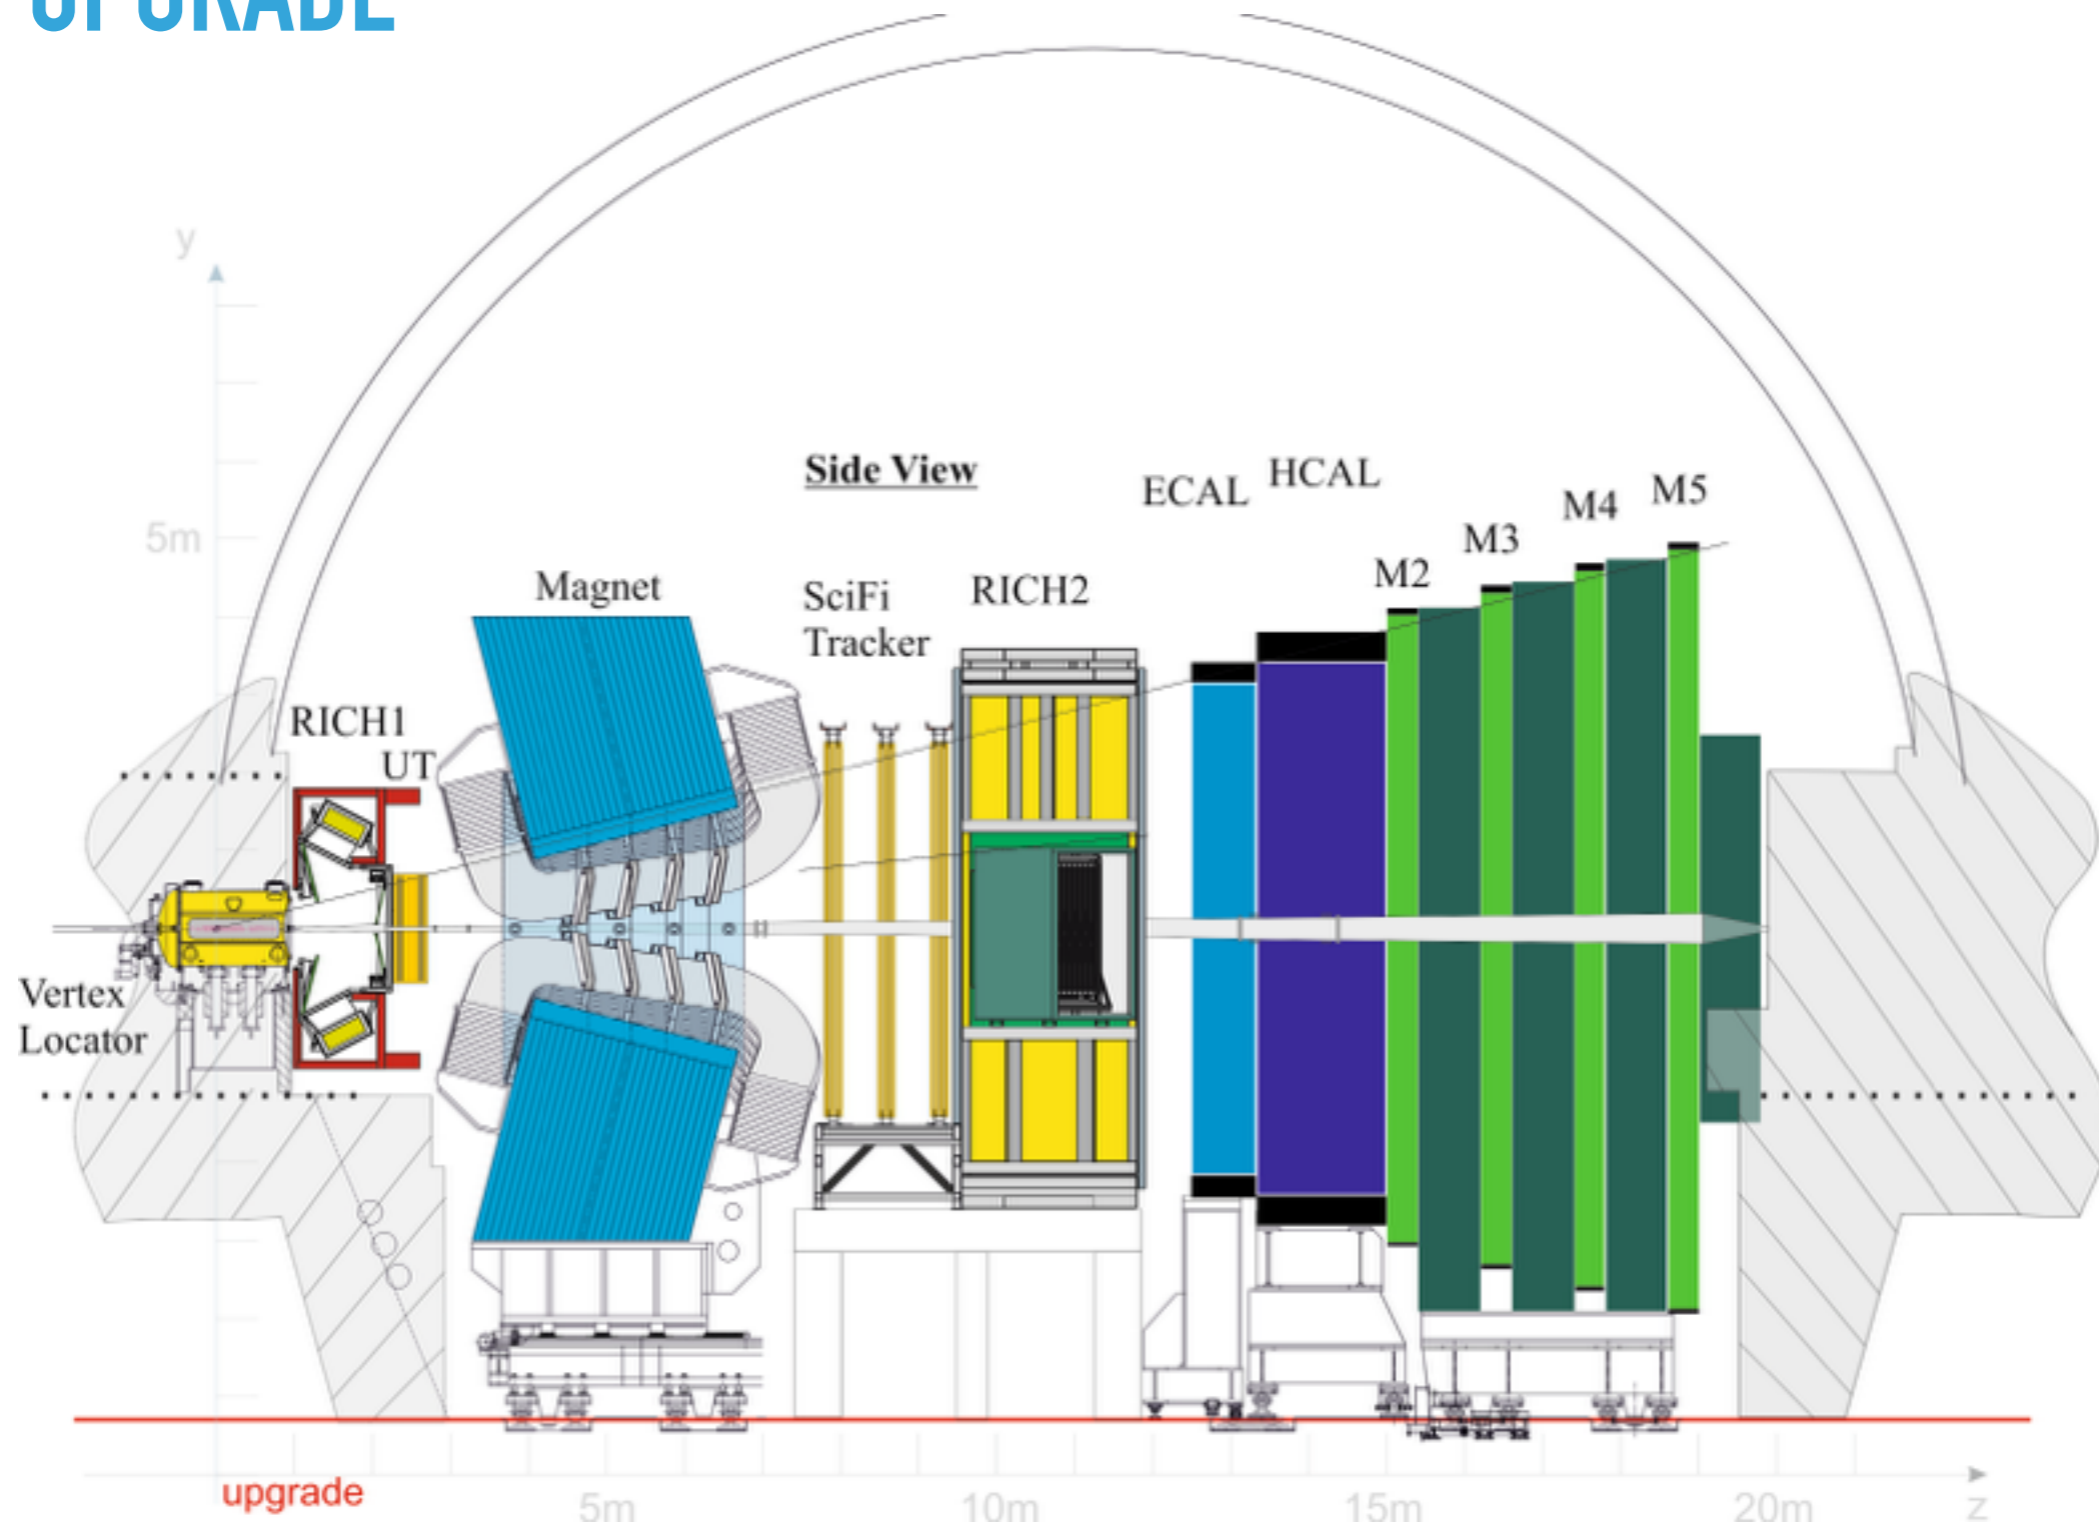 UPGRADE
y
Side View
ECAL
HCAL
M5
M4
M3
M2
5m
Magnet
SciFi
Tracker
RICH2
RICH1
UT
Vertex
Locator
upgrade
5m
10m
15m
20m
z